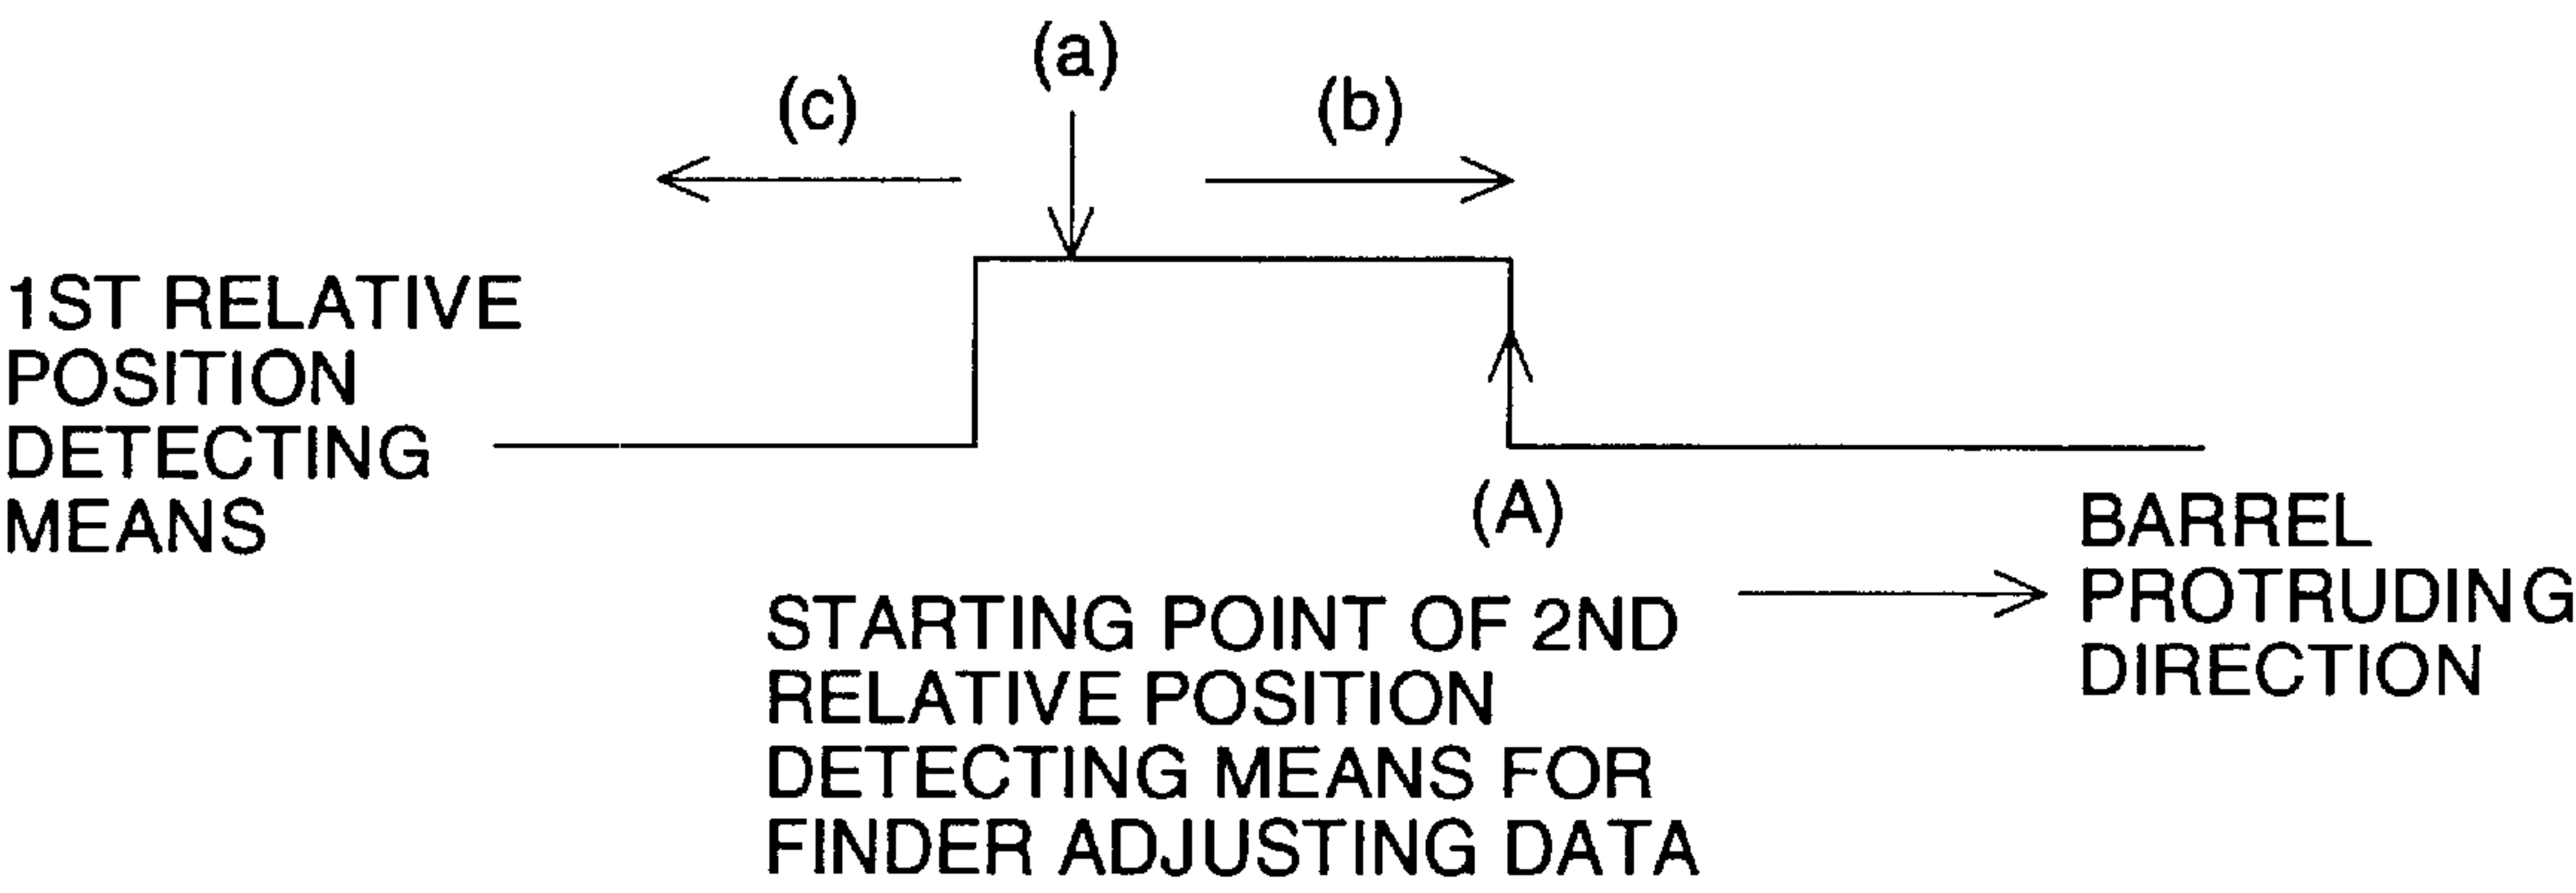 (a)
(c)
(b)
1ST RELATIVE
POSITION
DETECTING
MEANS
(A)
STARTING POINT OF 2ND
RELATIVE POSITION
DETECTING MEANS FOR
FINDER ADJUSTING DATA
BARREL
PROTRUDING
DIRECTION